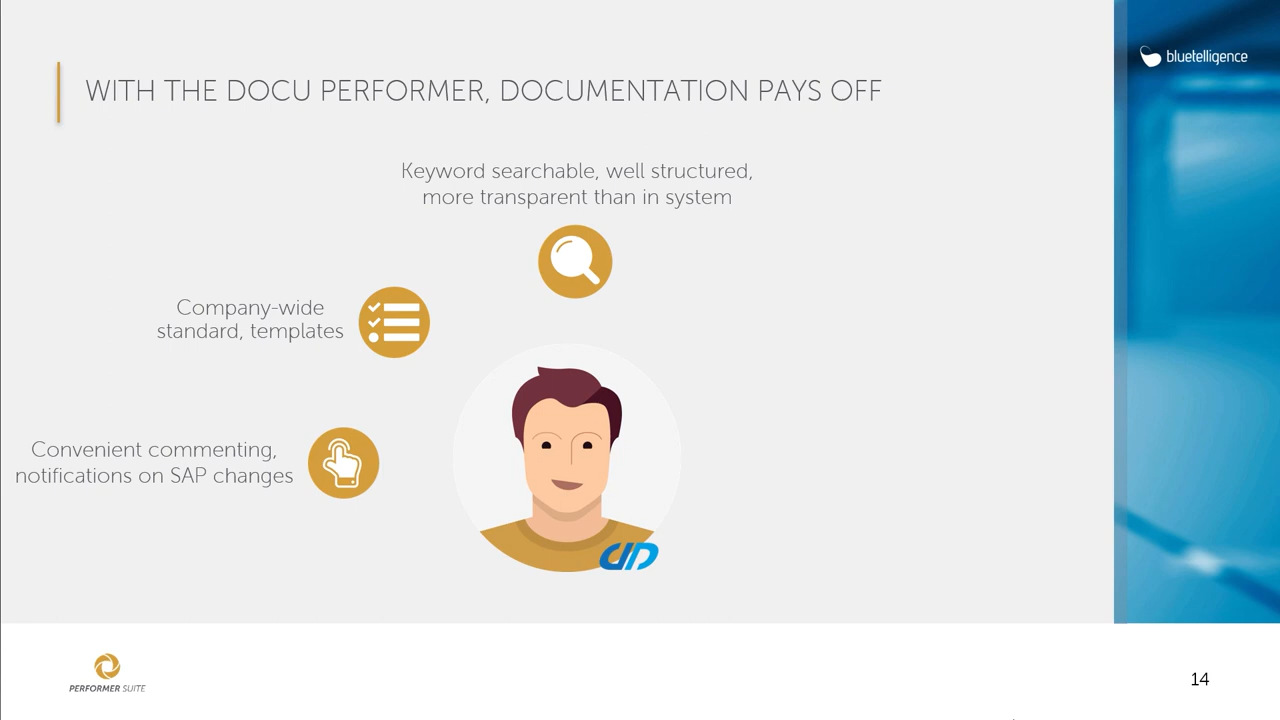 WITH THE DOCU PERFORMER, DOCUMENTATION PAYS OFF
bluetelligence
Keyword searchable, well structured,
more transparent than in system
Company-wide
standard, templates
Convenient commenting,
notifications on SAP changes
PERFORMER SUITE
14